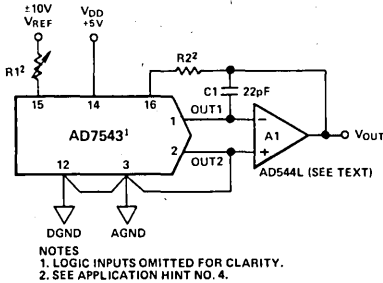 ±10V
VREF
VDD
+5V
R1²
R2²
C1 22pF
15
14
16
1
OUT1
AD7543¹
2
OUT2
A1
−
+
VOUT
AD544L (SEE TEXT)
12
3
DGND
AGND
NOTES
1. LOGIC INPUTS OMITTED FOR CLARITY.
2. SEE APPLICATION HINT NO. 4.